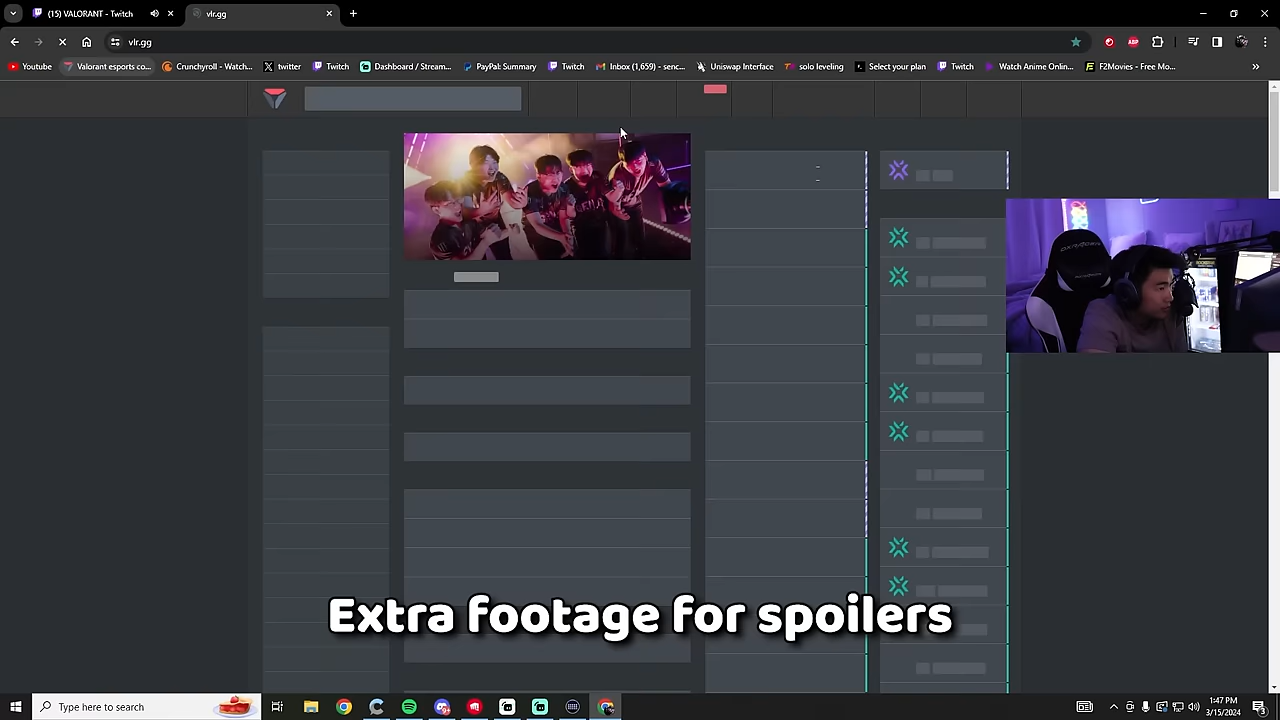 (15) VALORANT - Twitch
vlr.gg
vlr.gg
Youtube
Valorant esports co...
Crunchyroll - Watch...
twitter
Twitch
Dashboard / Stream...
PayPal: Summary
Twitch
Inbox (1,659) - senc...
Uniswap Interface
solo leveling
Select your plan
Twitch
Watch Anime Onlin...
F2Movies - Free Mo...
Extra footage for spoilers
Type here to search
1:47 PM
3/15/2024